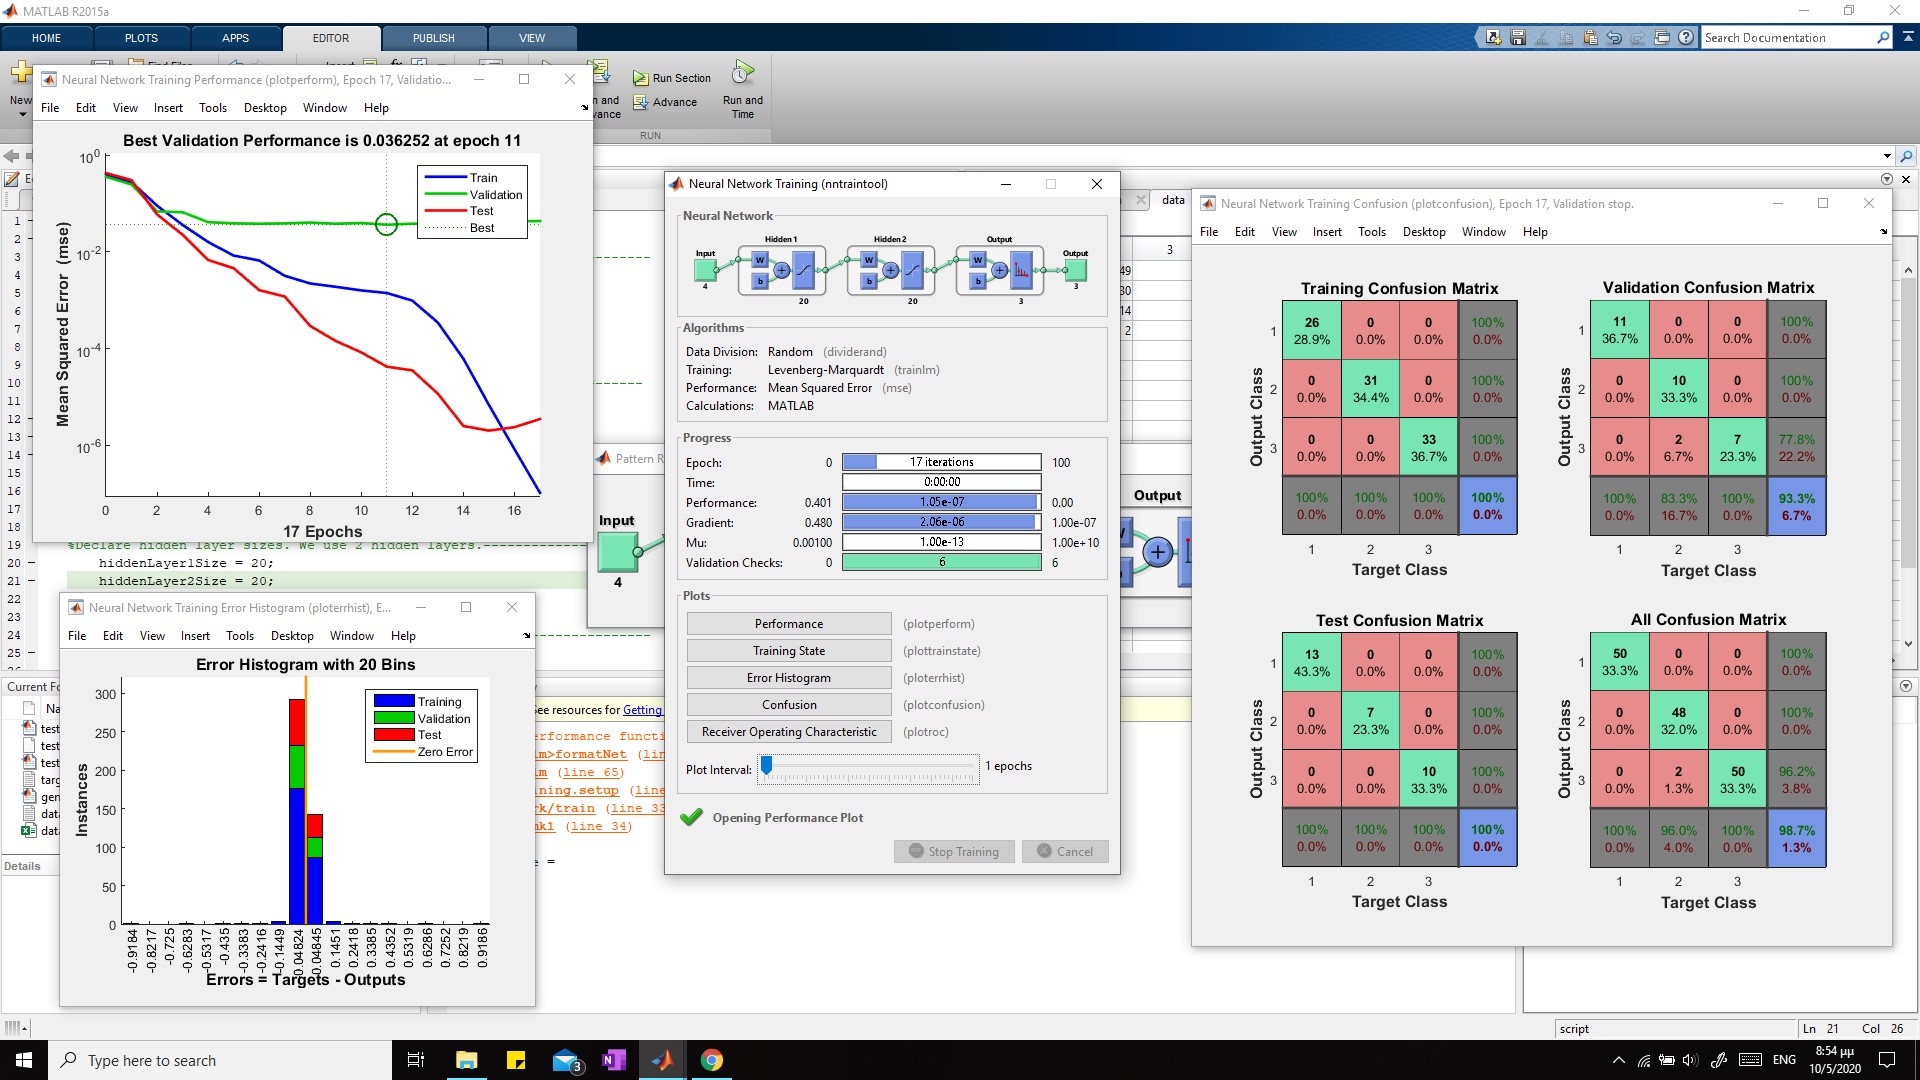 MATLAB R2015a
HOME PLOTS APPS EDITOR PUBLISH VIEW
Search Documentation
New
Find Files
Insert
Run Section
Advance
Run and Time
RUN
Neural Network Training Performance (plotperform), Epoch 17, Validatio...
File Edit View Insert Tools Desktop Window Help
Best Validation Performance is 0.036252 at epoch 11
Mean Squared Error (mse)
10^0
10^-2
10^-4
10^-6
Train
Validation
Test
Best
0 2 4 6 8 10 12 14 16
17 Epochs
1
2
3
4
5
6
7
8
9
10
11
12
13
14
15
16
17
18
19 %Declare hidden layer sizes. We use 2 hidden layers.
20 hiddenLayer1Size = 20;
21 hiddenLayer2Size = 20;
22
23
24
25
Neural Network Training Error Histogram (ploterrhist), E...
File Edit View Insert Tools Desktop Window Help
Error Histogram with 20 Bins
Instances
300
250
200
150
100
50
0
Training
Validation
Test
Zero Error
-0.9184 -0.8217 -0.725 -0.6283 -0.5317 -0.435 -0.3383 -0.2416 -0.1449 -0.04824 0.04845 0.1451 0.2418 0.3385 0.4352 0.5319 0.6286 0.7252 0.8219 0.9186
Errors = Targets - Outputs
Current Fo
Na
test
test
test
targ
gen
data
data
Details
See resources for Getting
erformance functi
lm>formatNet (lin
lm (line 65)
ining.setup (line
rk/train (line 33
nk1 (line 34)
e =
Pattern R
Input
4
Output
data
3
49
30
14
2
Neural Network Training (nntraintool)
Neural Network
Hidden 1 Hidden 2 Output
Input Output
W W W
b b b
4 20 20 3 3
Algorithms
Data Division: Random (dividerand)
Training: Levenberg-Marquardt (trainlm)
Performance: Mean Squared Error (mse)
Calculations: MATLAB
Progress
Epoch: 0 17 iterations 100
Time: 0:00:00
Performance: 0.401 1.05e-07 0.00
Gradient: 0.480 2.06e-06 1.00e-07
Mu: 0.00100 1.00e-13 1.00e+10
Validation Checks: 0 6 6
Plots
Performance (plotperform)
Training State (plottrainstate)
Error Histogram (ploterrhist)
Confusion (plotconfusion)
Receiver Operating Characteristic (plotroc)
Plot Interval: 1 epochs
Opening Performance Plot
Stop Training Cancel
Neural Network Training Confusion (plotconfusion), Epoch 17, Validation stop.
File Edit View Insert Tools Desktop Window Help
Training Confusion Matrix
Output Class
1 26 0 0 100%
28.9% 0.0% 0.0% 0.0%
2 0 31 0 100%
0.0% 34.4% 0.0% 0.0%
3 0 0 33 100%
0.0% 0.0% 36.7% 0.0%
100% 100% 100% 100%
0.0% 0.0% 0.0% 0.0%
1 2 3
Target Class
Validation Confusion Matrix
Output Class
1 11 0 0 100%
36.7% 0.0% 0.0% 0.0%
2 0 10 0 100%
0.0% 33.3% 0.0% 0.0%
3 0 2 7 77.8%
0.0% 6.7% 23.3% 22.2%
100% 83.3% 100% 93.3%
0.0% 16.7% 0.0% 6.7%
1 2 3
Target Class
Test Confusion Matrix
Output Class
1 13 0 0 100%
43.3% 0.0% 0.0% 0.0%
2 0 7 0 100%
0.0% 23.3% 0.0% 0.0%
3 0 0 10 100%
0.0% 0.0% 33.3% 0.0%
100% 100% 100% 100%
0.0% 0.0% 0.0% 0.0%
1 2 3
Target Class
All Confusion Matrix
Output Class
1 50 0 0 100%
33.3% 0.0% 0.0% 0.0%
2 0 48 0 100%
0.0% 32.0% 0.0% 0.0%
3 0 2 50 96.2%
0.0% 1.3% 33.3% 3.8%
100% 96.0% 100% 98.7%
0.0% 4.0% 0.0% 1.3%
1 2 3
Target Class
script Ln 21 Col 26
Type here to search
3
ENG
8:54 μμ
10/5/2020